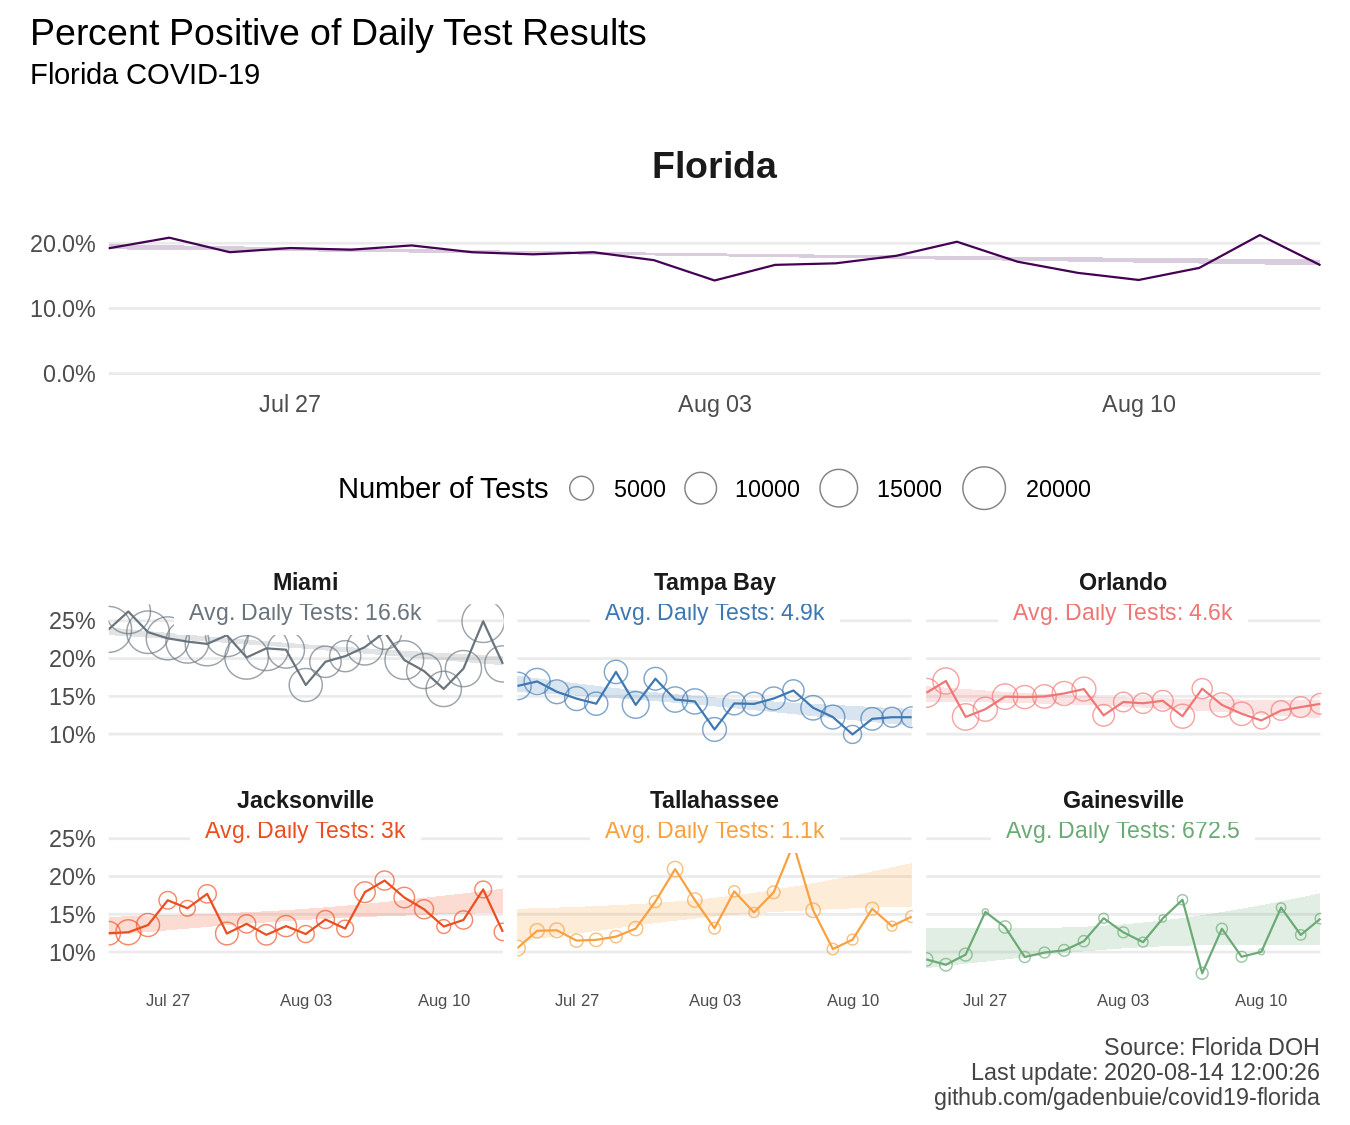 Percent Positive of Daily Test Results
Florida COVID-19
Florida
20.0%
10.0%
0.0%
Jul 27 Aug 03 Aug 10
Number of Tests 5000 10000 15000 20000
Miami Tampa Bay Orlando
Avg. Daily Tests: 16.6k Avg. Daily Tests: 4.9k Avg. Daily Tests: 4.6k
25%
20%
15%
10%
Jacksonville Tallahassee Gainesville
Avg. Daily Tests: 3k Avg. Daily Tests: 1.1k Avg. Daily Tests: 672.5
25%
20%
15%
10%
Jul 27 Aug 03 Aug 10 Jul 27 Aug 03 Aug 10 Jul 27 Aug 03 Aug 10
Source: Florida DOH
Last update: 2020-08-14 12:00:26
github.com/gadenbuie/covid19-florida